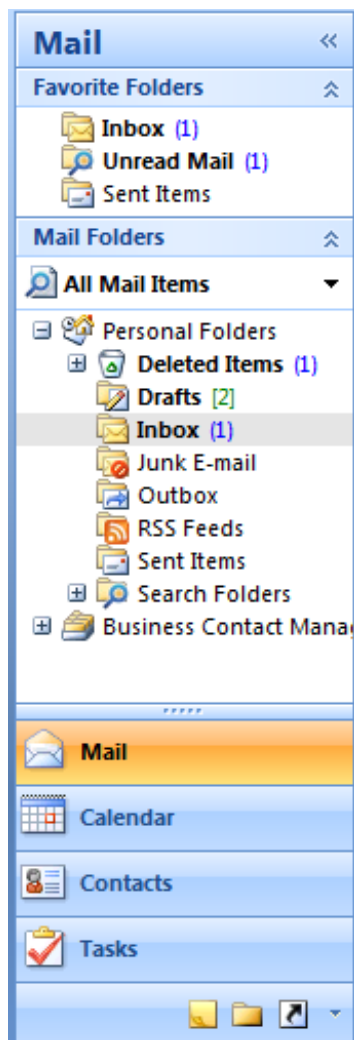 Mail
Favorite Folders
Inbox (1)
Unread Mail (1)
Sent Items
Mail Folders
All Mail Items
Personal Folders
Deleted Items (1)
Drafts [2]
Inbox (1)
Junk E-mail
Outbox
RSS Feeds
Sent Items
Search Folders
Business Contact Mana
Mail
Calendar
Contacts
Tasks